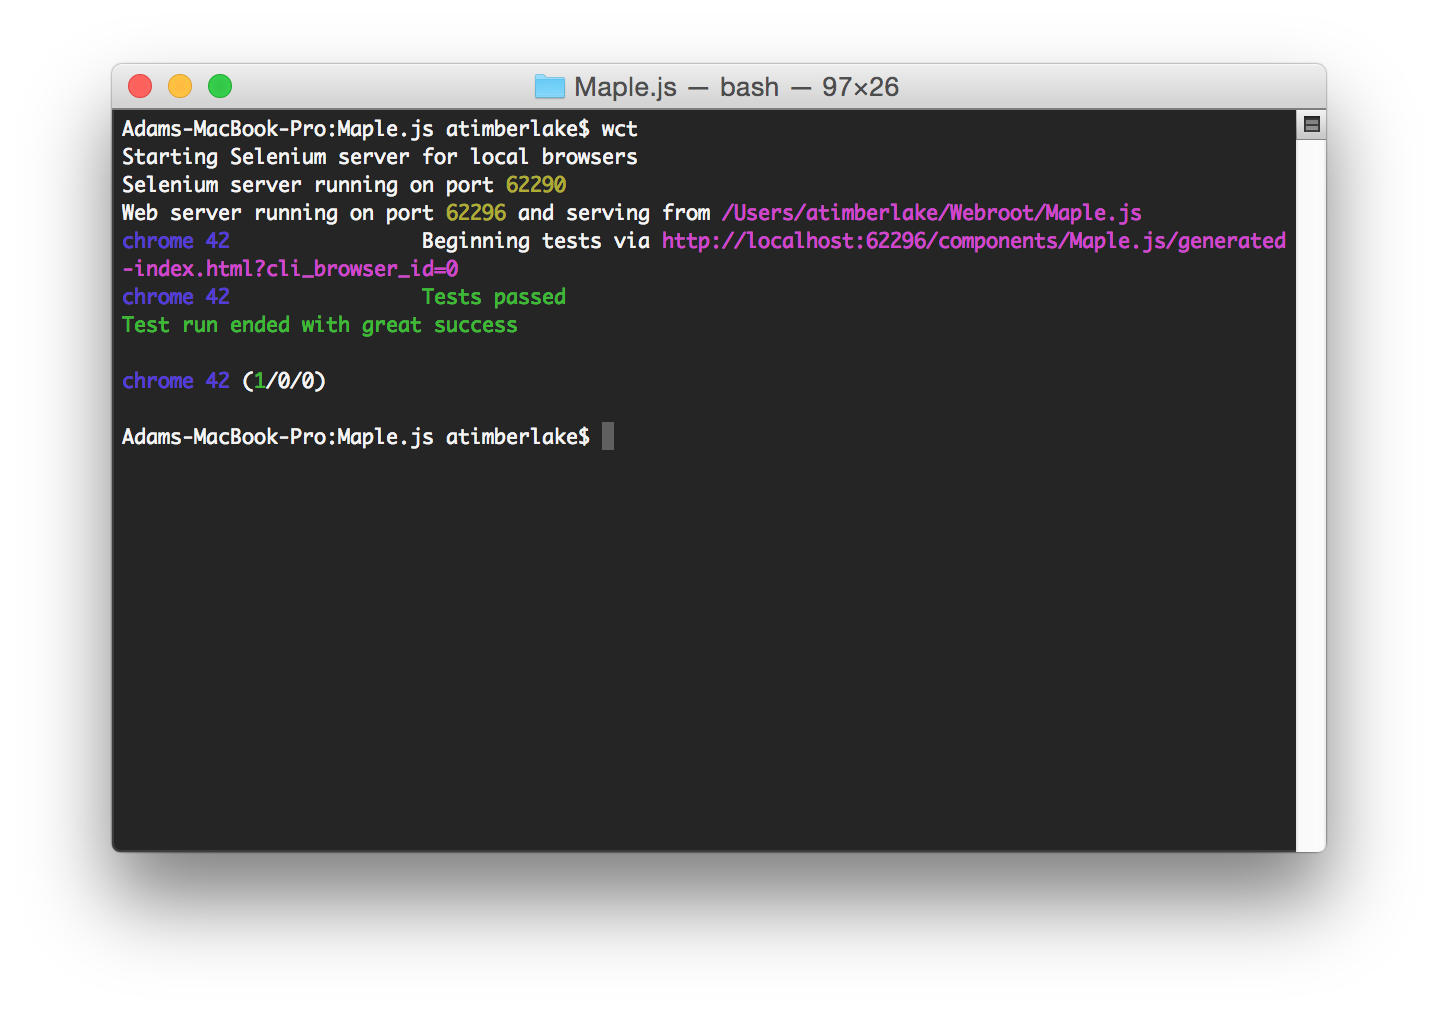 Maple.js — bash — 97×26
Adams-MacBook-Pro:Maple.js atimberlake$ wct
Starting Selenium server for local browsers
Selenium server running on port 62290
Web server running on port 62296 and serving from /Users/atimberlake/Webroot/Maple.js
chrome 42                Beginning tests via http://localhost:62296/components/Maple.js/generated
-index.html?cli_browser_id=0
chrome 42                Tests passed
Test run ended with great success
chrome 42 (1/0/0)
Adams-MacBook-Pro:Maple.js atimberlake$